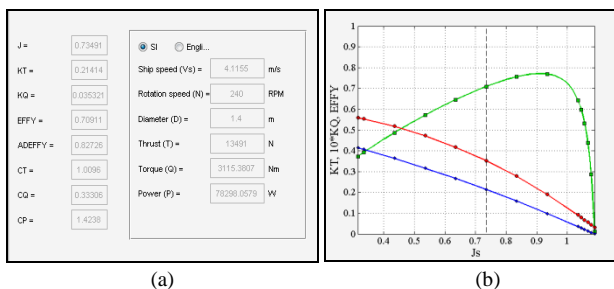 J = 0.73491
KT = 0.21414
KQ = 0.035321
EFFY = 0.70911
ADEFFY = 0.82726
CT = 1.0096
CQ = 0.33306
CP = 1.4238
SI Engli...
Ship speed (Vs) = 4.1155 m/s
Rotation speed (N) = 240 RPM
Diameter (D) = 1.4 m
Thrust (T) = 13491 N
Torque (Q) = 3115.3807 Nm
Power (P) = 78298.0579 W
(a)
KT, 10*KQ, EFFY
1
0.9
0.8
0.7
0.6
0.5
0.4
0.3
0.2
0.1
0
0.4 0.5 0.6 0.7 0.8 0.9 1
Js
(b)